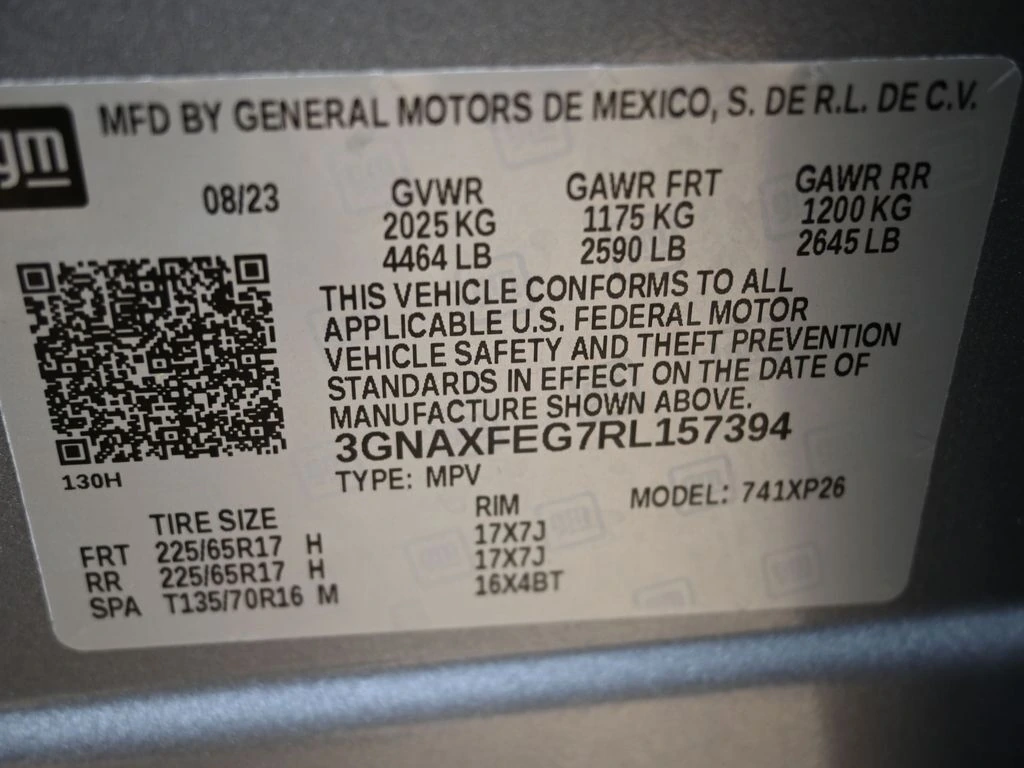 gm
MFD BY GENERAL MOTORS DE MEXICO, S. DE R.L. DE C.V.
08/23 GVWR GAWR FRT GAWR RR
2025 KG 1175 KG 1200 KG
4464 LB 2590 LB 2645 LB
THIS VEHICLE CONFORMS TO ALL
APPLICABLE U.S. FEDERAL MOTOR
VEHICLE SAFETY AND THEFT PREVENTION
STANDARDS IN EFFECT ON THE DATE OF
MANUFACTURE SHOWN ABOVE.
3GNAXFEG7RL157394
130H
TYPE: MPV MODEL: 741XP26
TIRE SIZE RIM
FRT 225/65R17 H 17X7J
RR 225/65R17 H 17X7J
SPA T135/70R16 M 16X4BT